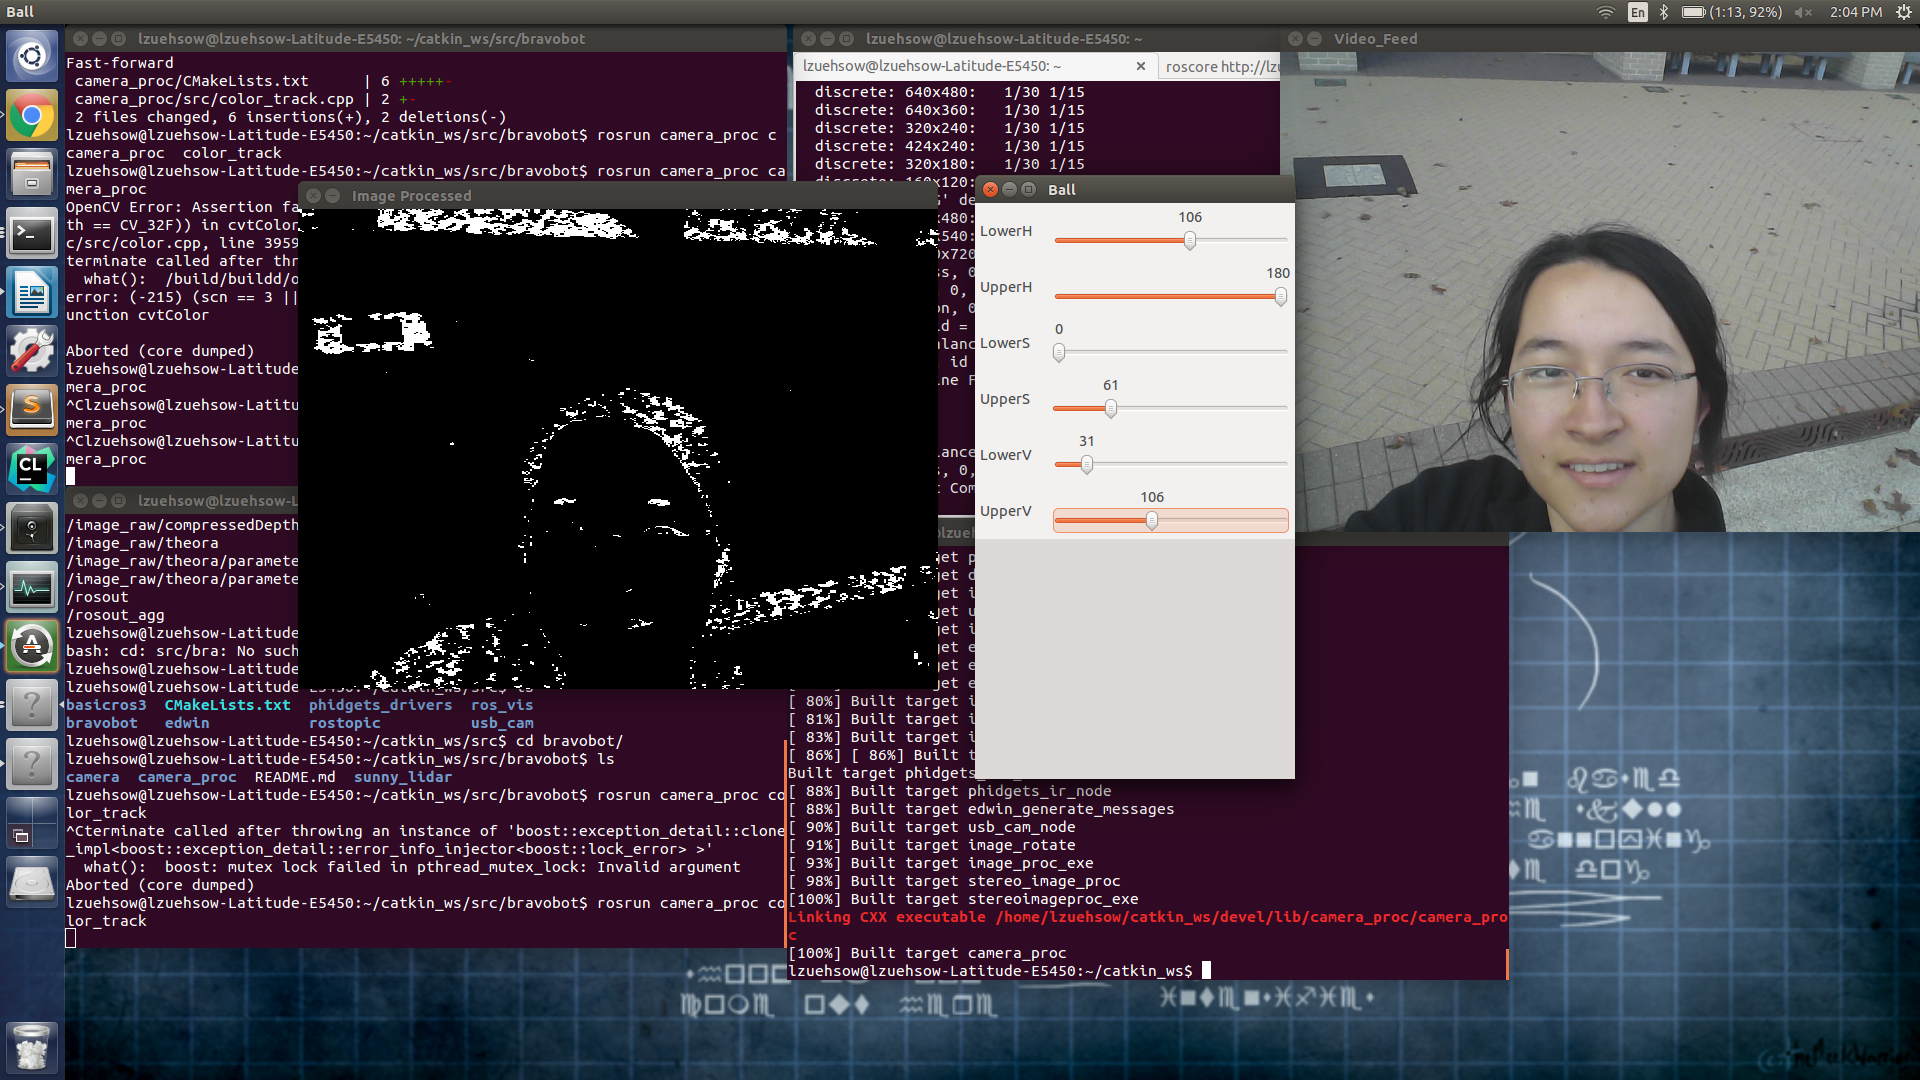 Ball
En
(1:13, 92%)
2:04 PM
lzuehsow@lzuehsow-Latitude-E5450: ~/catkin_ws/src/bravobot
Fast-forward
camera_proc/CMakeLists.txt | 6 +++++-
camera_proc/src/color_track.cpp | 2 +-
2 files changed, 6 insertions(+), 2 deletions(-)
lzuehsow@lzuehsow-Latitude-E5450:~/catkin_ws/src/bravobot$ rosrun camera_proc c
camera_proc color_track
lzuehsow@lzuehsow-Latitude-E5450:~/catkin_ws/src/bravobot$ rosrun camera_proc ca
mera_proc
OpenCV Error: Assertion fa
th == CV_32F)) in cvtColor
c/src/color.cpp, line 3959
terminate called after thr
what(): /build/buildd/o
error: (-215) (scn == 3 ||
unction cvtColor
Aborted (core dumped)
lzuehsow@lzuehsow-Latitu
mera_proc
^Clzuehsow@lzuehsow-Latitu
mera_proc
^Clzuehsow@lzuehsow-Latitu
mera_proc
lzuehsow@lzuehsow-Latitude-E5450: ~
lzuehsow@lzuehsow-Latitude-E5450: ~
roscore http://lzu
discrete: 640x480: 1/30 1/15
discrete: 640x360: 1/30 1/15
discrete: 320x240: 1/30 1/15
discrete: 424x240: 1/30 1/15
discrete: 320x180: 1/30 1/15
Video_Feed
Image Processed
Ball
106
LowerH
180
UpperH
0
LowerS
61
UpperS
31
LowerV
106
UpperV
lzuehsow@lzuehsow-L
/image_raw/compressedDepth
/image_raw/theora
/image_raw/theora/paramete
/image_raw/theora/paramete
/rosout
/rosout_agg
lzuehsow@lzuehsow-Latitude
bash: cd: src/bra: No such
lzuehsow@lzuehsow-Latitude
lzuehsow@lzuehsow-Latitude-E5450:~/catkin_ws/src$ ls
basicros3 CMakeLists.txt phidgets_drivers ros_vis
bravobot edwin rostopic usb_cam
lzuehsow@lzuehsow-Latitude-E5450:~/catkin_ws/src$ cd bravobot/
lzuehsow@lzuehsow-Latitude-E5450:~/catkin_ws/src/bravobot$ ls
camera camera_proc README.md sunny_lidar
lzuehsow@lzuehsow-Latitude-E5450:~/catkin_ws/src/bravobot$ rosrun camera_proc co
lor_track
^Cterminate called after throwing an instance of 'boost::exception_detail::clone
_impl<boost::exception_detail::error_info_injector<boost::lock_error> >'
what(): boost: mutex lock failed in pthread_mutex_lock: Invalid argument
Aborted (core dumped)
lzuehsow@lzuehsow-Latitude-E5450:~/catkin_ws/src/bravobot$ rosrun camera_proc co
lor_track
[ 80%] Built target i
[ 81%] Built target i
[ 83%] Built target i
[ 86%] [ 86%] Built t
Built target phidgets_
[ 88%] Built target phidgets_ir_node
[ 88%] Built target edwin_generate_messages
[ 90%] Built target usb_cam_node
[ 91%] Built target image_rotate
[ 93%] Built target image_proc_exe
[ 98%] Built target stereo_image_proc
[100%] Built target stereoimageproc_exe
Linking CXX executable /home/lzuehsow/catkin_ws/devel/lib/camera_proc/camera_pro
c
[100%] Built target camera_proc
lzuehsow@lzuehsow-Latitude-E5450:~/catkin_ws$